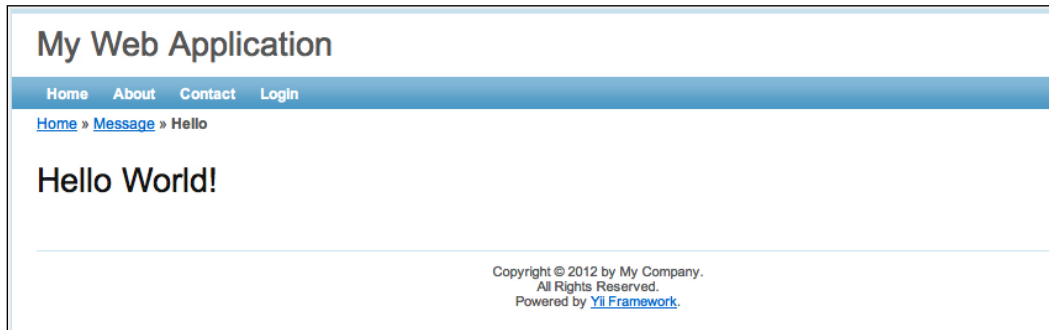 My Web Application
Home About Contact Login
Home » Message » Hello
Hello World!
Copyright © 2012 by My Company.
All Rights Reserved.
Powered by Yii Framework.